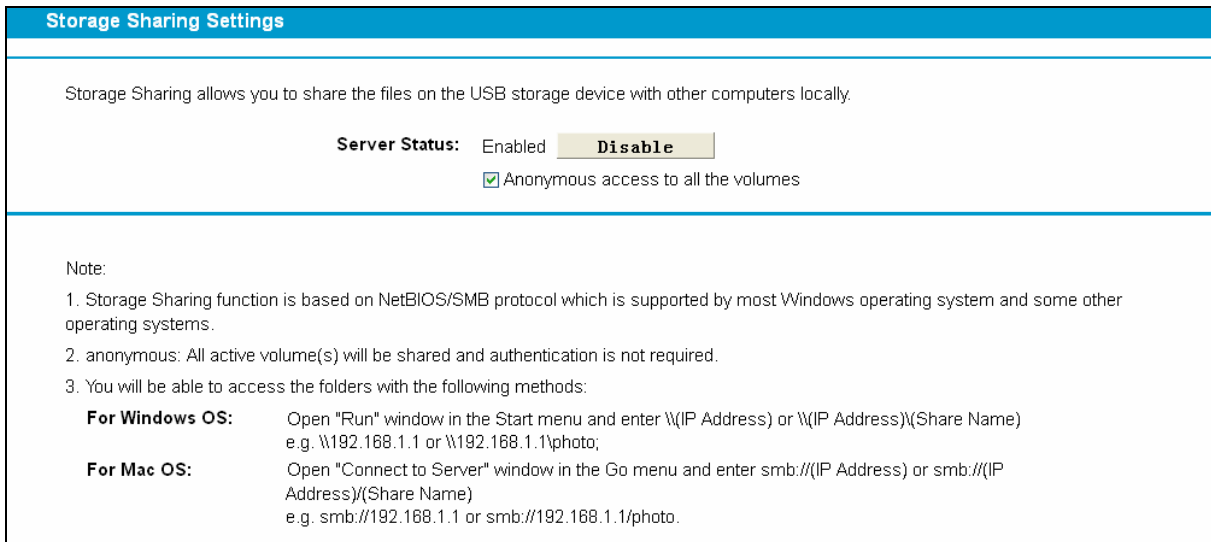 Storage Sharing Settings
Storage Sharing allows you to share the files on the USB storage device with other computers locally.
Server Status: Enabled Disable
Anonymous access to all the volumes
Note:
1. Storage Sharing function is based on NetBIOS/SMB protocol which is supported by most Windows operating system and some other
operating systems.
2. anonymous: All active volume(s) will be shared and authentication is not required.
3. You will be able to access the folders with the following methods:
For Windows OS: Open "Run" window in the Start menu and enter \\(IP Address) or \\(IP Address)\(Share Name)
e.g. \\192.168.1.1 or \\192.168.1.1\photo;
For Mac OS: Open "Connect to Server" window in the Go menu and enter smb://(IP Address) or smb://(IP
Address)/(Share Name)
e.g. smb://192.168.1.1 or smb://192.168.1.1/photo.